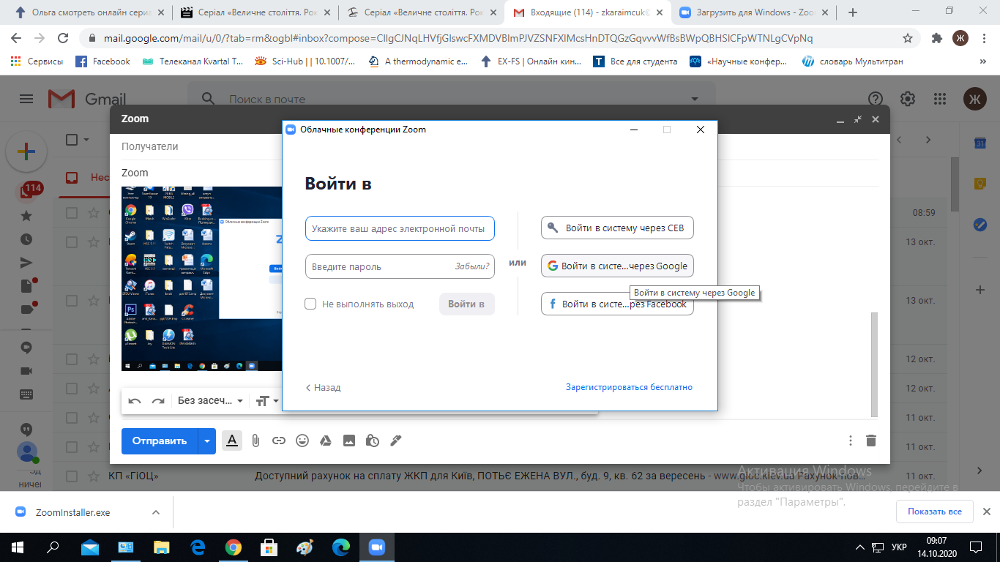 Ольга смотреть онлайн сериа
Серіал «Величне століття. Рок
Серіал «Величне століття. Рок
Входящие (114) - zkaraimcuk@
Загрузить для Windows - Zoo
mail.google.com/mail/u/0/?tab=rm&ogbl#inbox?compose=CllgCJNqLHVfjGlswcFXMDVBlmPJVZSNFXlMcsHnDTQGzGqvvvWfBsBWpQBHSlCFpWTNLgCVpNq
Ж
Сервисы
Facebook
Телеканал Kvartal T...
Sci-Hub | | 10.1007/...
A thermodynamic e...
EX-FS | Онлайн кин...
Все для студента
«Научные конфер...
словарь Мультитран
Gmail
Поиск в почте
Ж
Zoom
Облачные конференции Zoom
Получатели
Zoom
114
Нес
Войти в
Укажите ваш адрес электронной почты
Введите пароль
Забыли?
Не выполнять выход
Войти в
или
Войти в систему через СЕВ
Войти в систе...через Google
Войти в систему через Google
Войти в систе...рез Facebook
Назад
Зарегистрироваться бесплатно
08:59
13 окт.
13 окт.
13 окт.
12 окт.
12 окт.
11 окт.
11 окт.
11 окт.
31
Без засеч...
Отправить
КП «ГіОЦ»
Доступний рахунок на сплату ЖКП для Київ, ПОТЬЄ ЕЖЕНА ВУЛ., буд. 9, кв. 62 за вересень - www.gioc.kiev.ua Рахунок-пов...
ничег
Активация Windows
Чтобы активировать Windows, перейдите в
раздел "Параметры".
ZoomInstaller.exe
Показать все
УКР
09:07
14.10.2020